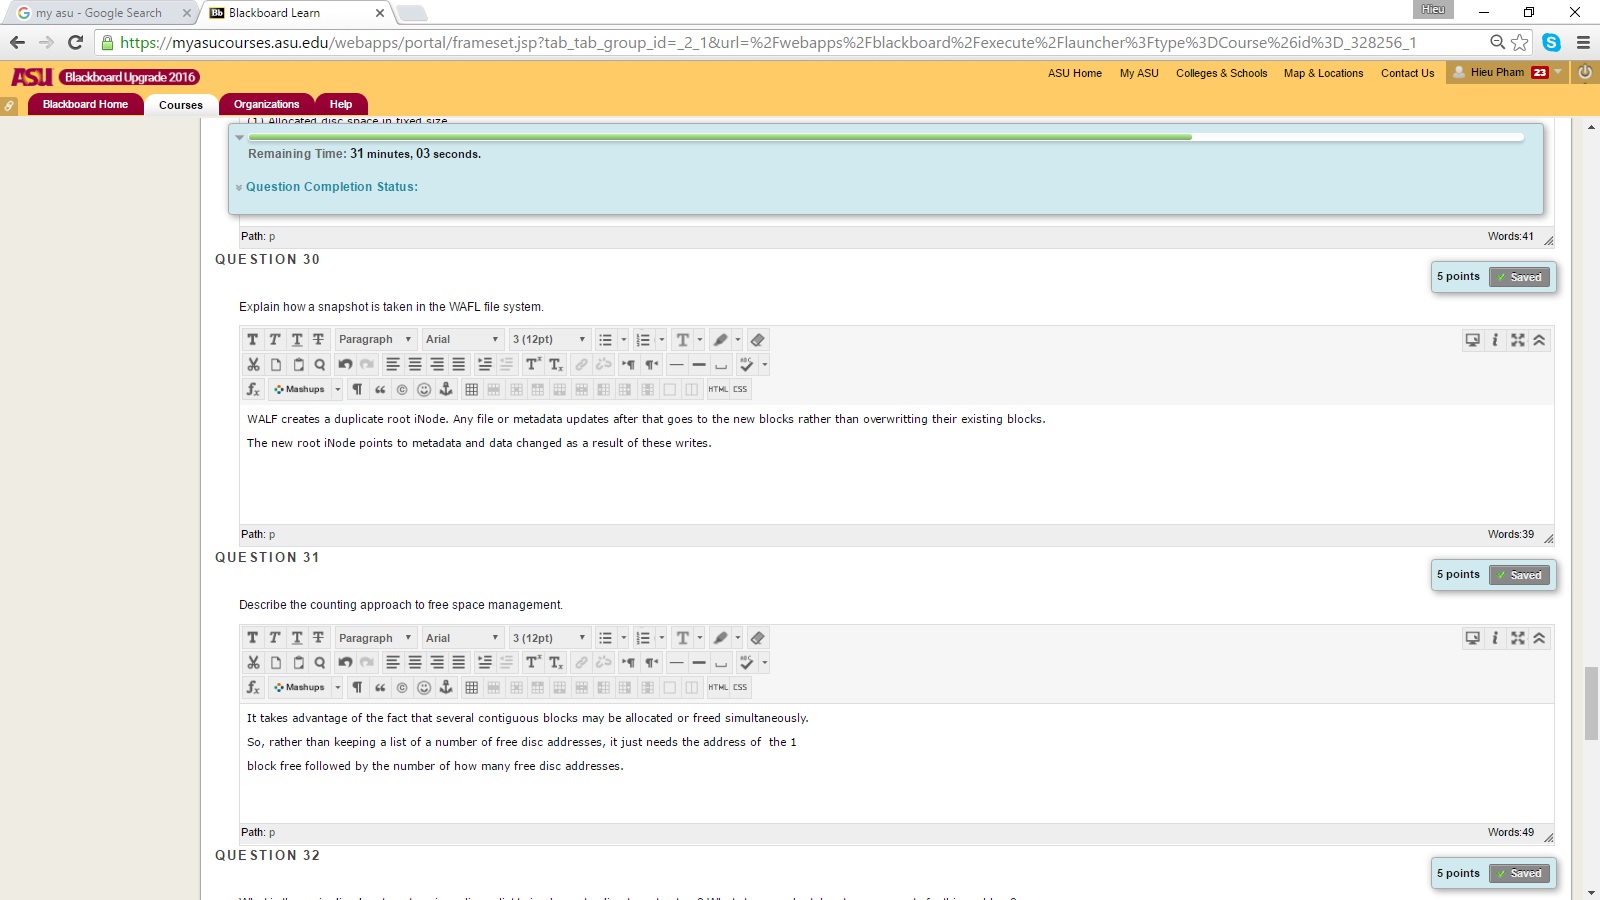 my asu - Google Search
Blackboard Learn
Hieu
https://myasucourses.asu.edu/webapps/portal/frameset.jsp?tab_tab_group_id=_2_1&url=%2Fwebapps%2Fblackboard%2Fexecute%2Flauncher%3Ftype%3DCourse%26id%3D_328256_1
ASU Blackboard Upgrade 2016
ASU Home My ASU Colleges & Schools Map & Locations Contact Us Hieu Pham 23
Blackboard Home Courses Organizations Help
(1) Allocated disc space in fixed size
Remaining Time: 31 minutes, 03 seconds.
Question Completion Status:
Path: p Words:41
QUESTION 30
5 points Saved
Explain how a snapshot is taken in the WAFL file system.
Paragraph Arial 3 (12pt)
Mashups HTML CSS
WALF creates a duplicate root iNode. Any file or metadata updates after that goes to the new blocks rather than overwritting their existing blocks.
The new root iNode points to metadata and data changed as a result of these writes.
Path: p Words:39
QUESTION 31
5 points Saved
Describe the counting approach to free space management.
Paragraph Arial 3 (12pt)
Mashups HTML CSS
It takes advantage of the fact that several contiguous blocks may be allocated or freed simultaneously.
So, rather than keeping a list of a number of free disc addresses, it just needs the address of  the 1
block free followed by the number of how many free disc addresses.
Path: p Words:49
QUESTION 32
5 points Saved